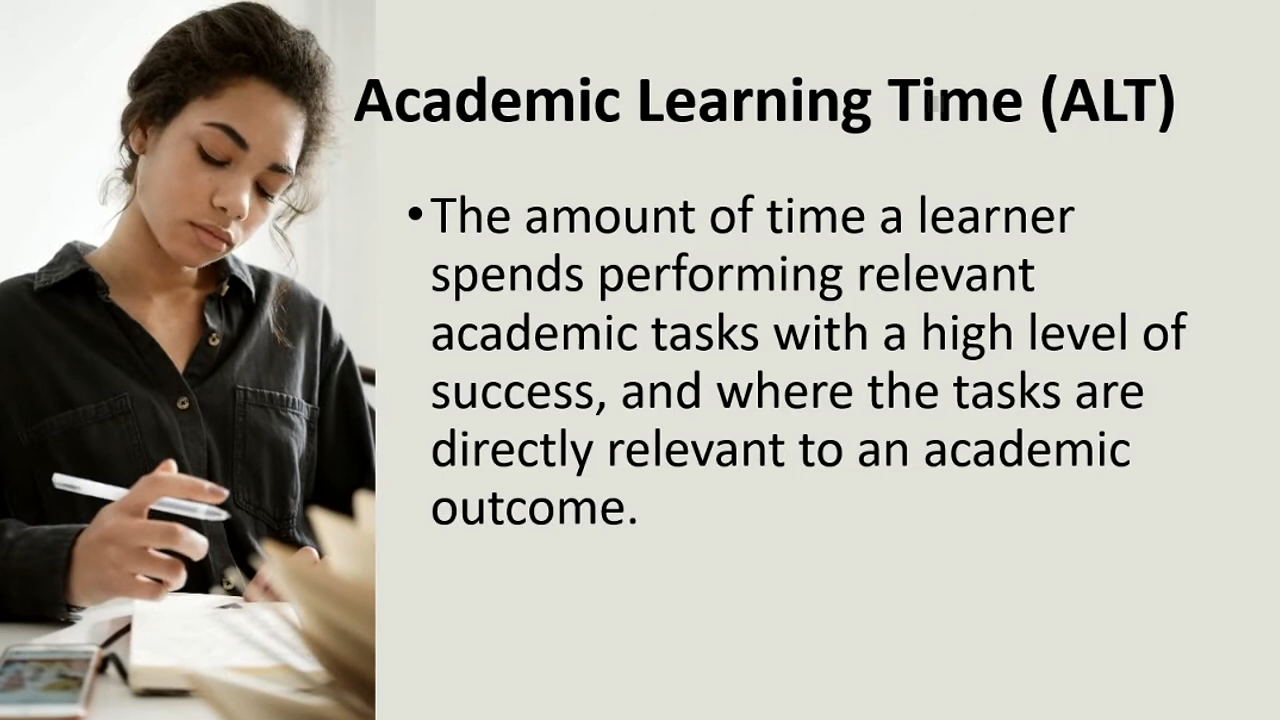 Academic Learning Time (ALT)
•The amount of time a learner
spends performing relevant
academic tasks with a high level of
success, and where the tasks are
directly relevant to an academic
outcome.